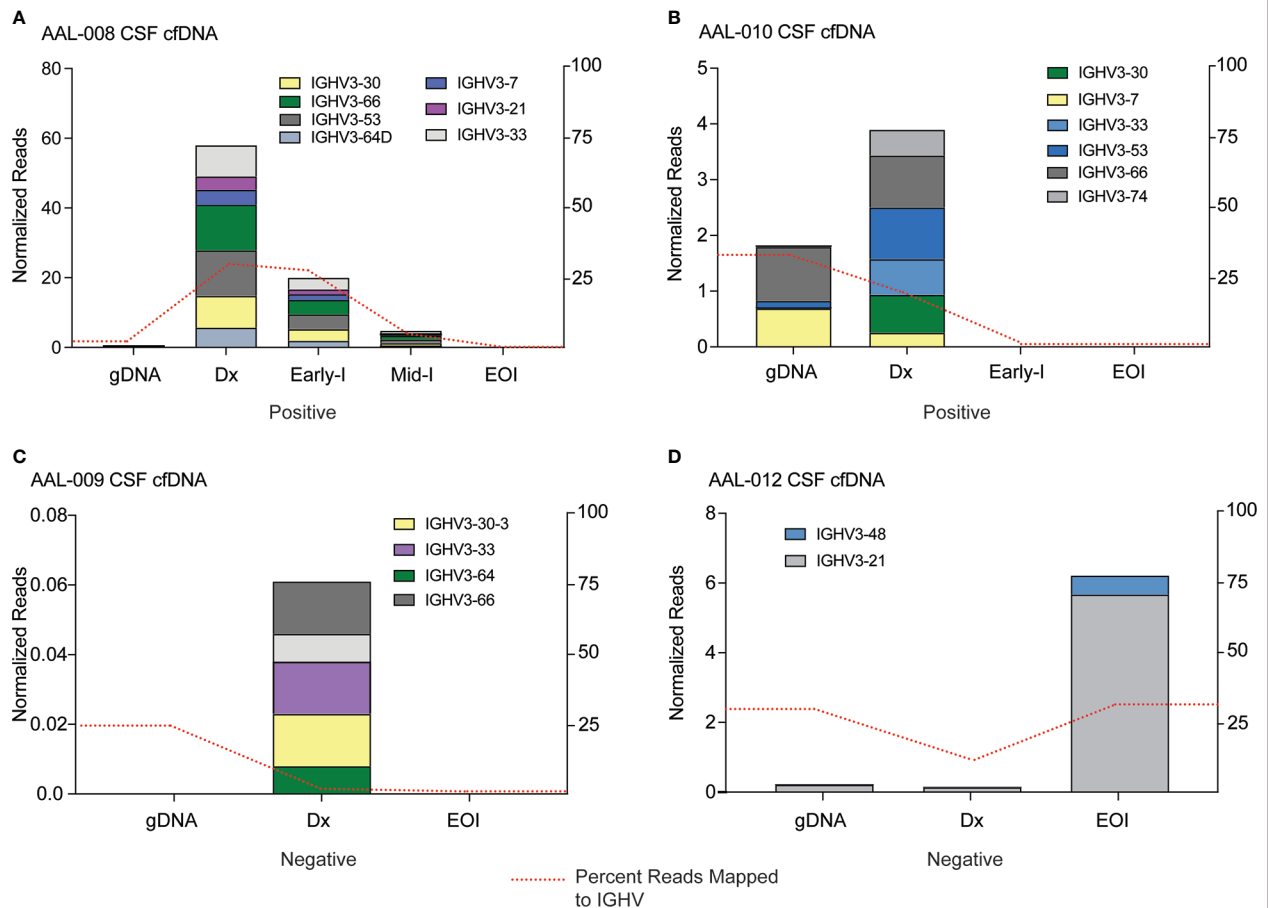 A
AAL-008 CSF cfDNA
Normalized Reads
80
60
40
20
0
100
75
50
25
IGHV3-30
IGHV3-66
IGHV3-53
IGHV3-64D
IGHV3-7
IGHV3-21
IGHV3-33
gDNA
Dx
Early-I
Mid-I
EOI
Positive
B
AAL-010 CSF cfDNA
Normalized Reads
5
4
3
2
1
0
100
75
50
25
IGHV3-30
IGHV3-7
IGHV3-33
IGHV3-53
IGHV3-66
IGHV3-74
gDNA
Dx
Early-I
EOI
Positive
C
AAL-009 CSF cfDNA
Normalized Reads
0.08
0.06
0.04
0.02
0.0
100
75
50
25
IGHV3-30-3
IGHV3-33
IGHV3-64
IGHV3-66
gDNA
Dx
EOI
Negative
D
AAL-012 CSF cfDNA
Normalized Reads
8
6
4
2
0
100
75
50
25
IGHV3-48
IGHV3-21
gDNA
Dx
EOI
Negative
Percent Reads Mapped
to IGHV